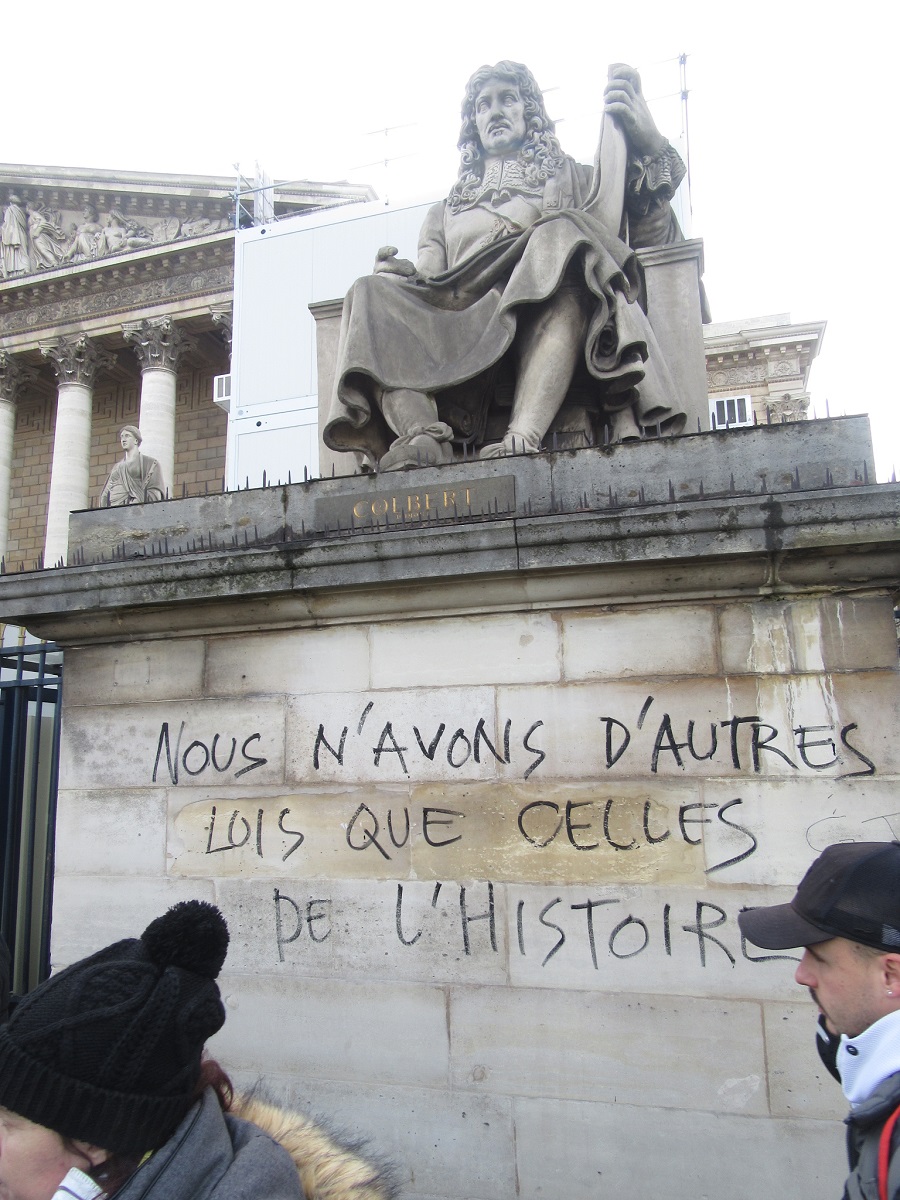 COLBERT
NOUS N'AVONS D'AUTRES
LOIS QUE CELLES
DE L'HISTOIRE